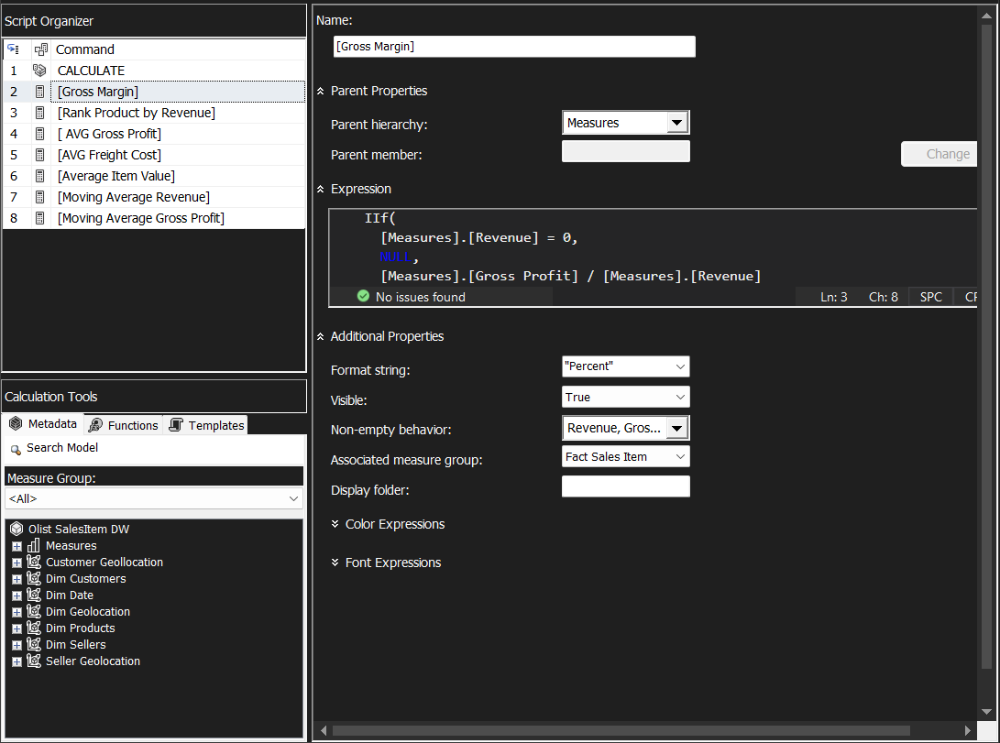 Script Organizer
Command
1 CALCULATE
2 [Gross Margin]
3 [Rank Product by Revenue]
4 [ AVG Gross Profit]
5 [AVG Freight Cost]
6 [Average Item Value]
7 [Moving Average Revenue]
8 [Moving Average Gross Profit]
Calculation Tools
Metadata Functions Templates
Search Model
Measure Group:
<All>
Olist SalesItem DW
Measures
Customer Geollocation
Dim Customers
Dim Date
Dim Geolocation
Dim Products
Dim Sellers
Seller Geolocation
Name:
[Gross Margin]
Parent Properties
Parent hierarchy: Measures
Parent member: Change
Expression
IIf(
[Measures].[Revenue] = 0,
NULL,
[Measures].[Gross Profit] / [Measures].[Revenue]
No issues found Ln: 3 Ch: 8 SPC CF
Additional Properties
Format string: "Percent"
Visible: True
Non-empty behavior: Revenue, Gros...
Associated measure group: Fact Sales Item
Display folder:
Color Expressions
Font Expressions